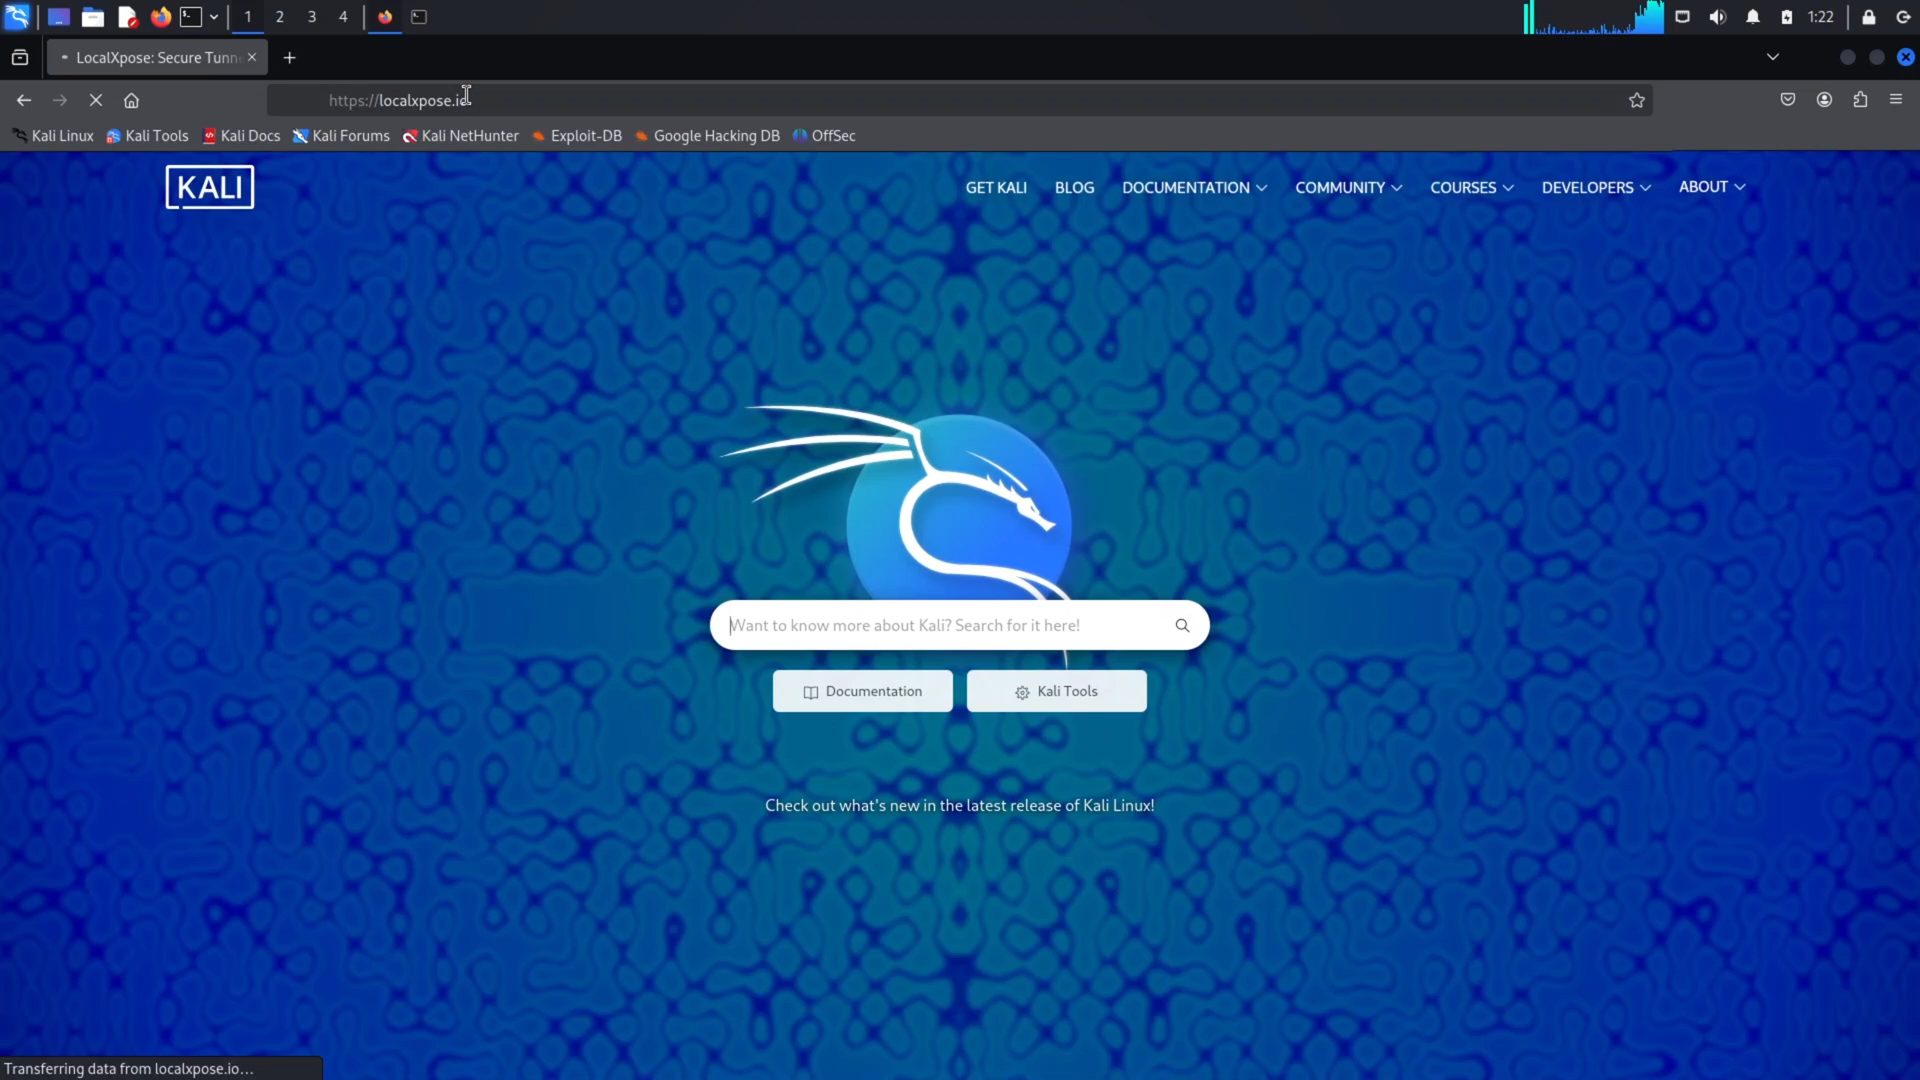 1 2 3 4 1:22
LocalXpose: Secure Tunn
https://localxpose.io
Kali Linux Kali Tools Kali Docs Kali Forums Kali NetHunter Exploit-DB Google Hacking DB OffSec
KALI GET KALI BLOG DOCUMENTATION COMMUNITY COURSES DEVELOPERS ABOUT
Want to know more about Kali? Search for it here!
Documentation Kali Tools
Check out what's new in the latest release of Kali Linux!
Transferring data from localxpose.io...